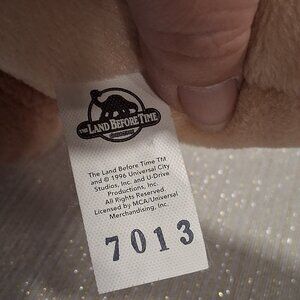 THE LAND BEFORE TIME
The Land Before Time TM
and © 1996 Universal City
Studios, Inc. and U-Drive
Productions, Inc.
All Rights Reserved.
Licensed by MCA/Universal
Merchandising, Inc.
7013